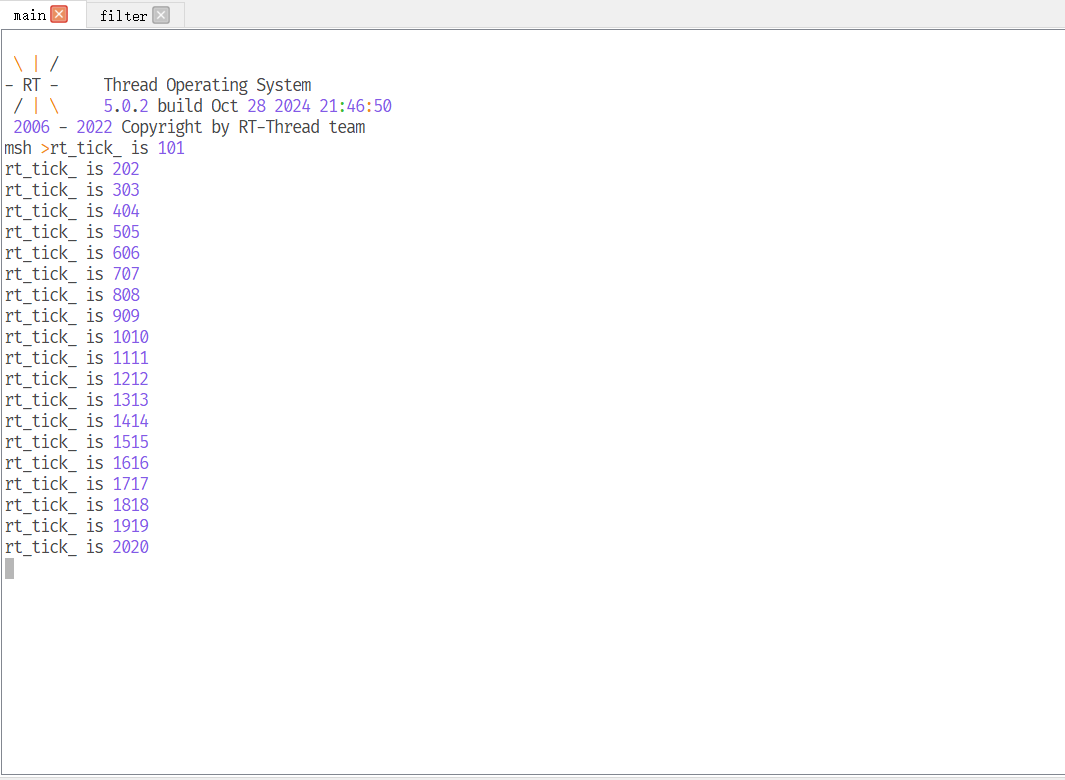 main
filter
\ | /
- RT -     Thread Operating System
/ | \     5.0.2 build Oct 28 2024 21:46:50
2006 - 2022 Copyright by RT-Thread team
msh >rt_tick_ is 101
rt_tick_ is 202
rt_tick_ is 303
rt_tick_ is 404
rt_tick_ is 505
rt_tick_ is 606
rt_tick_ is 707
rt_tick_ is 808
rt_tick_ is 909
rt_tick_ is 1010
rt_tick_ is 1111
rt_tick_ is 1212
rt_tick_ is 1313
rt_tick_ is 1414
rt_tick_ is 1515
rt_tick_ is 1616
rt_tick_ is 1717
rt_tick_ is 1818
rt_tick_ is 1919
rt_tick_ is 2020